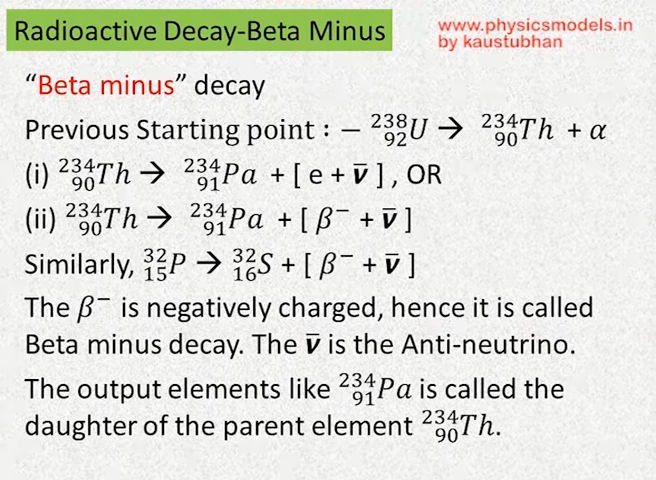 Radioactive Decay-Beta Minus
www.physicsmodels.in
by kaustubhan
“Beta minus” decay
Previous Starting point : – ²³⁸₉₂U → ²³⁴₉₀Th + α
(i) ²³⁴₉₀Th → ²³⁴₉₁Pa + [ e + ν̄ ] , OR
(ii) ²³⁴₉₀Th → ²³⁴₉₁Pa + [ β⁻ + ν̄ ]
Similarly, ³²₁₅P → ³²₁₆S + [ β⁻ + ν̄ ]
The β⁻ is negatively charged, hence it is called
Beta minus decay. The ν̄ is the Anti-neutrino.
The output elements like ²³⁴₉₁Pa is called the
daughter of the parent element ²³⁴₉₀Th.